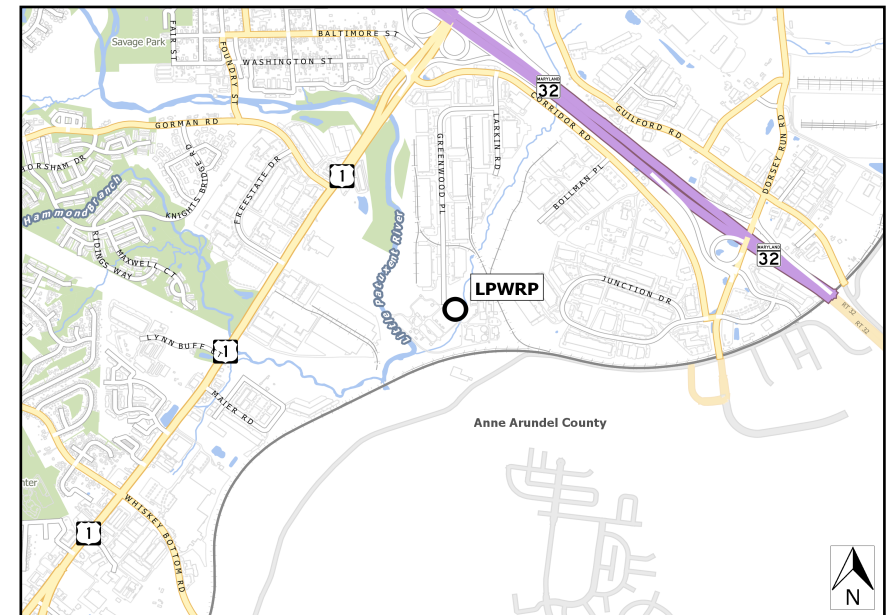 BALTIMORE ST
Savage Park
FAIR ST
FOUNDRY ST
WASHINGTON ST
MARYLAND
32
CORRIDOR RD
GUILFORD RD
GORMAN RD
LARKIN RD
GREENWOOD PL
DORSEY RUN RD
HORSHAM DR
KNIGHTS BRIDGE RD
FREESTATE DR
1
BOLLMAN PL
Hammond Branch
RIDINGS WAY
MAXWELL CT
Little Patuxent River
MARYLAND
32
LPWRP
JUNCTION DR
RT 32
RT 32
LYNN BUFF CT
1
MAIER RD
Anne Arundel County
nter
WHISKEY BOTTOM RD
1
N